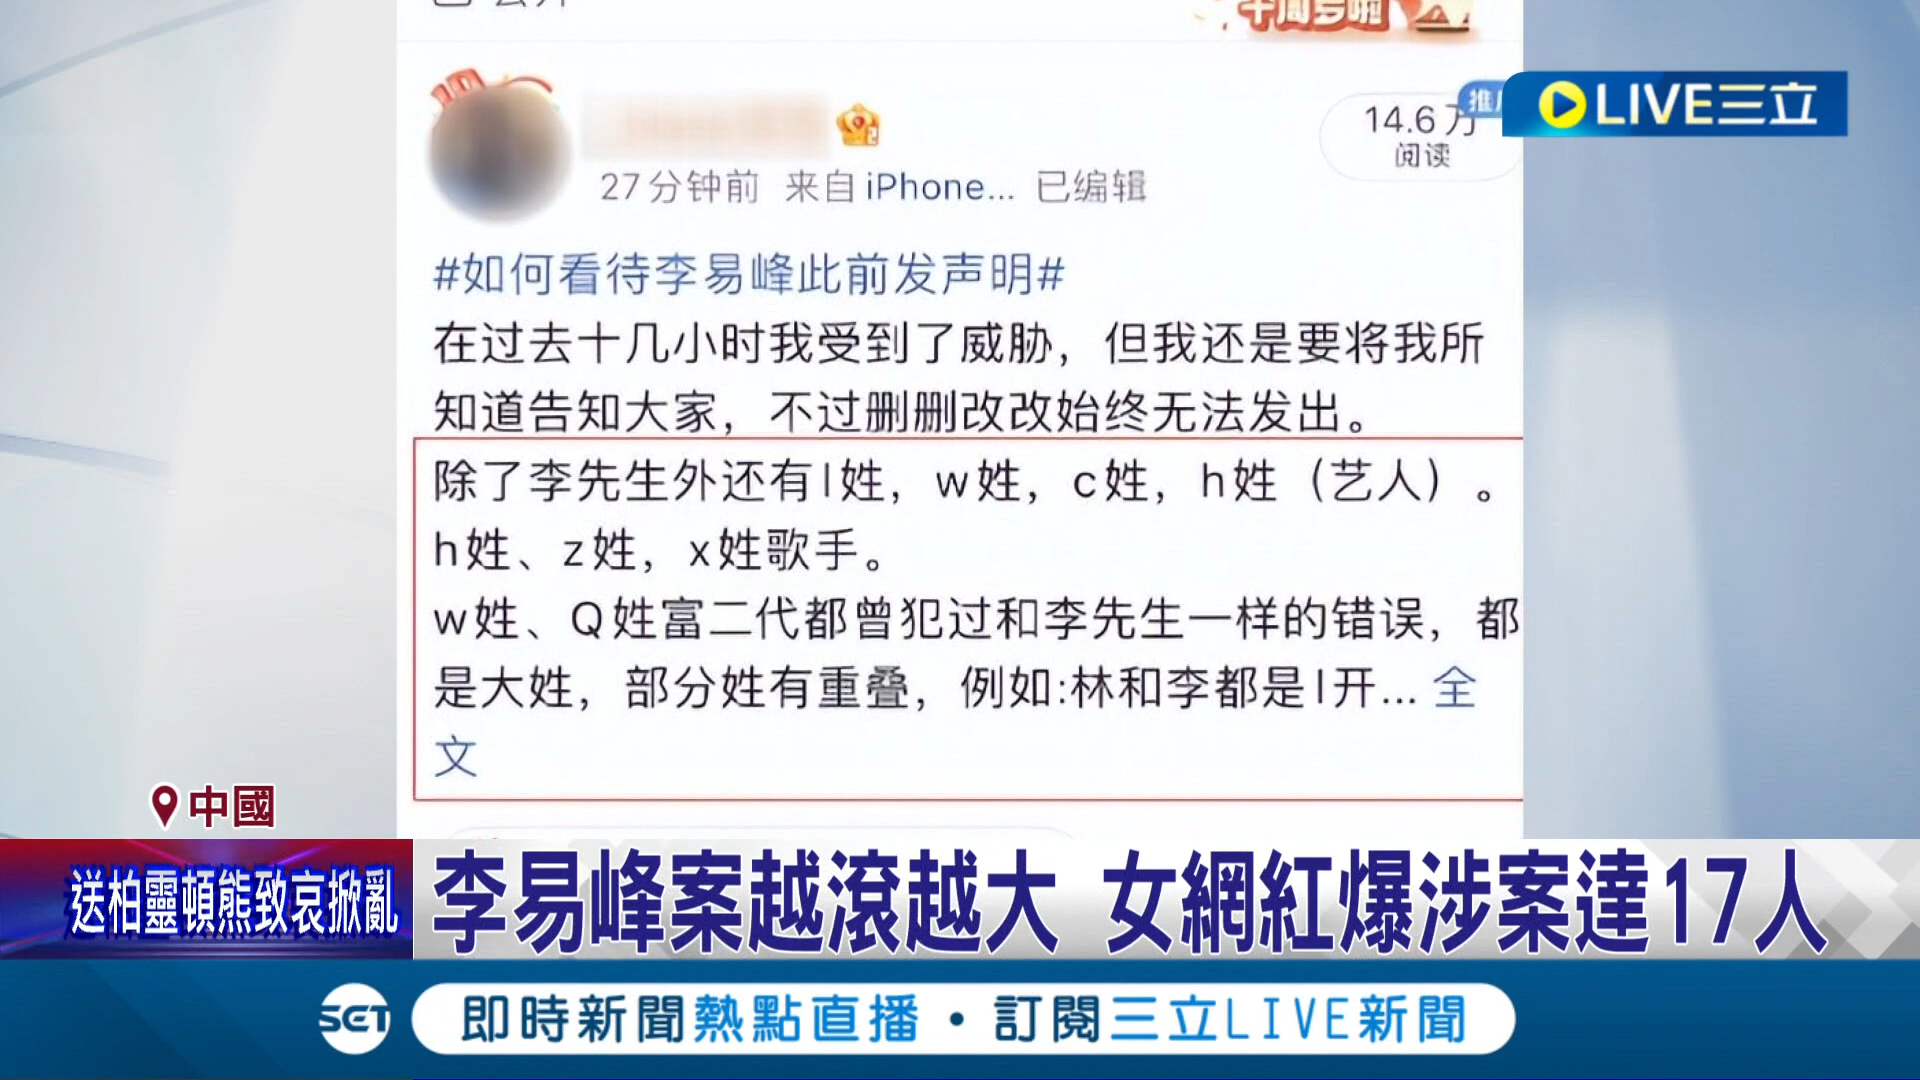 十周岁啦
14.6万
推
阅读
27分钟前 来自 iPhone... 已编辑
LIVE三立
#如何看待李易峰此前发声明#
在过去十几小时我受到了威胁，但我还是要将我所
知道告知大家，不过删删改改始终无法发出。
除了李先生外还有l姓，w姓，c姓，h姓（艺人）。
h姓、z姓，x姓歌手。
w姓、Q姓富二代都曾犯过和李先生一样的错误，都
是大姓，部分姓有重叠，例如:林和李都是l开... 全
文
中國
送柏靈頓熊致哀掀亂
李易峰案越滾越大 女網紅爆涉案達17人
SET
即時新聞熱點直播・訂閱三立LIVE新聞